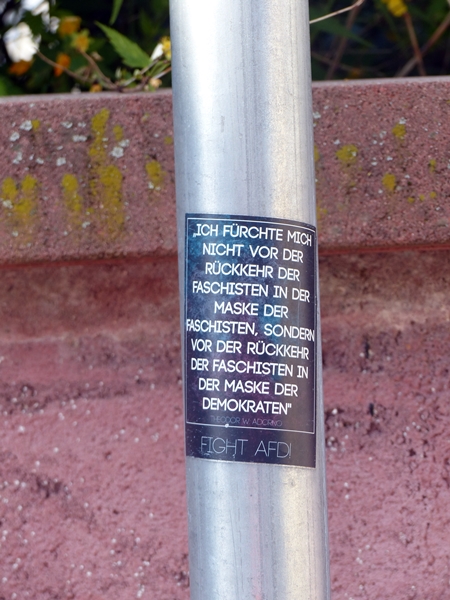 „ICH FÜRCHTE MICH
NICHT VOR DER
RÜCKKEHR DER
FASCHISTEN IN DER
MASKE DER
FASCHISTEN, SONDERN
VOR DER RÜCKKEHR
DER FASCHISTEN IN
DER MASKE DER
DEMOKRATEN"
THEODOR W. ADORNO
FIGHT AFD!